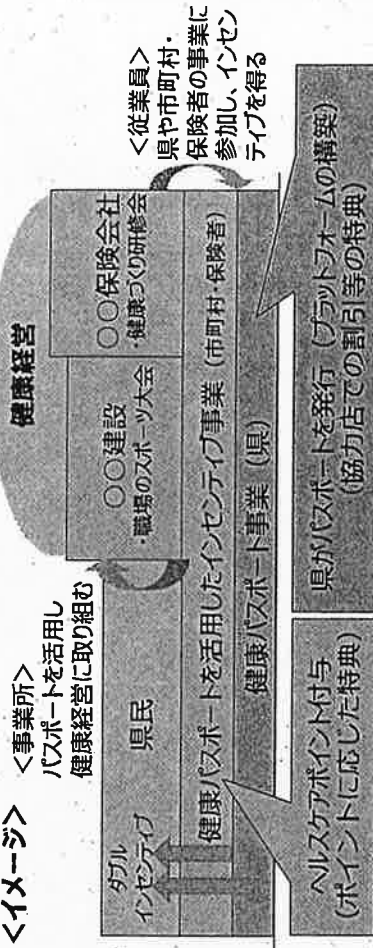 <イメージ>
<事業所>
パスポートを活用し
健康経営に取り組む
健康経営
<従業員>
県や市町村・
保険者の事業に
参加し、インセン
ティブを得る
ダブル
インセンティブ
県民
〇〇建設
・職場のスポーツ大会
〇〇保険会社
・健康づくり研修会
健康パスポートを活用したインセンティブ事業(市町村・保険者)
健康パスポート事業(県)
ヘルスケアポイント付与
(ポイントに応じた特典)
県がパスポートを発行(プラットフォームの構築)
(協力店での割引等の特典)